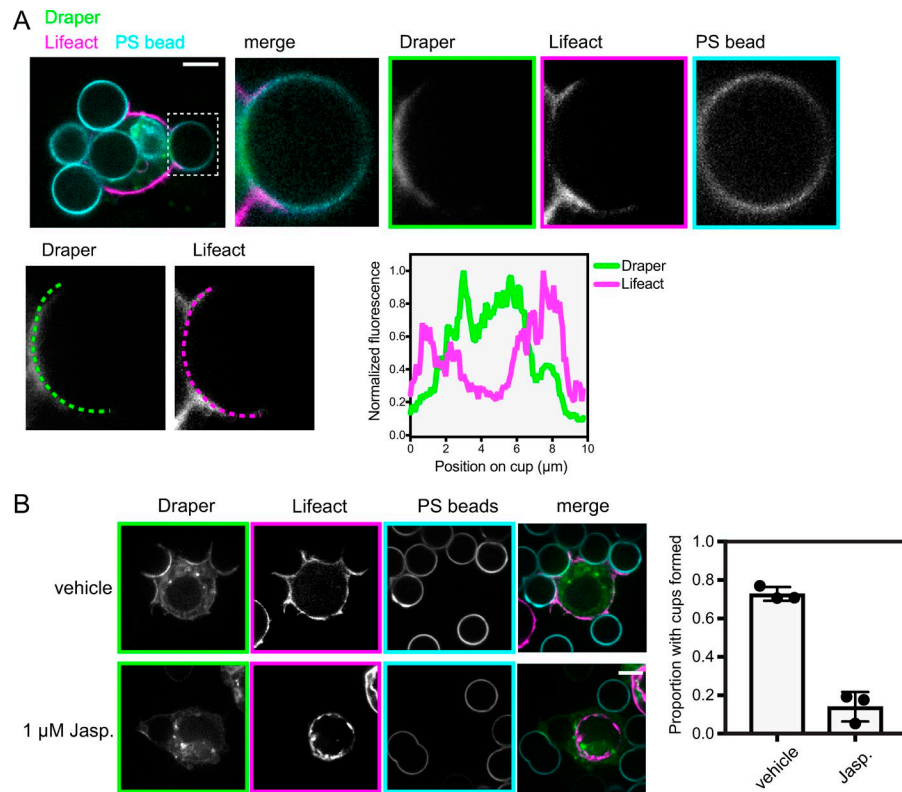 A
Draper
Lifeact PS bead
merge
Draper
Lifeact
PS bead
Draper
Lifeact
Normalized fluorescence
1.0
0.8
0.6
0.4
0.2
0.0
0 2 4 6 8 10
Position on cup (µm)
Draper
Lifeact
B
Draper
Lifeact
PS beads
merge
vehicle
1 µM Jasp.
Proportion with cups formed
1.0
0.8
0.6
0.4
0.2
0.0
vehicle
Jasp.